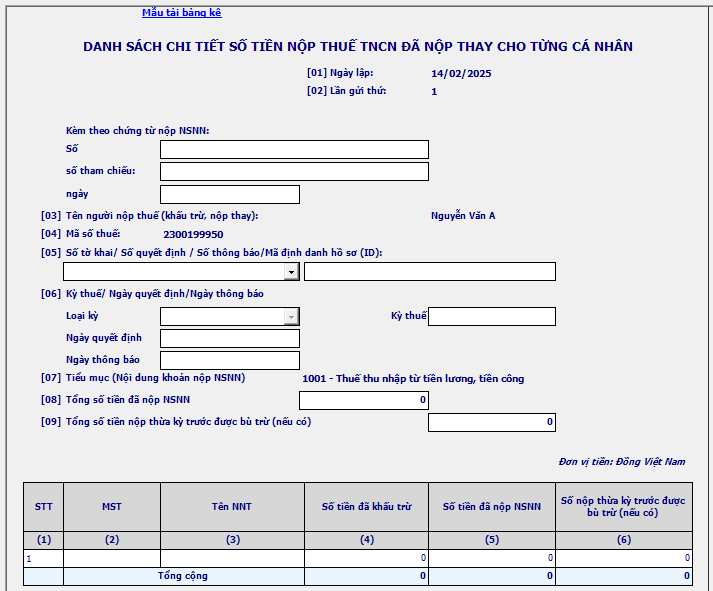 Mẫu tải bảng kê
DANH SÁCH CHI TIẾT SỐ TIỀN NỘP THUẾ TNCN ĐÃ NỘP THAY CHO TỪNG CÁ NHÂN
[01] Ngày lập: 14/02/2025
[02] Lần gửi thứ: 1
Kèm theo chứng từ nộp NSNN:
Số
số tham chiếu:
ngày
[03] Tên người nộp thuế (khấu trừ, nộp thay): Nguyễn Văn A
[04] Mã số thuế: 2300199950
[05] Số tờ khai/ Số quyết định / Số thông báo/Mã định danh hồ sơ (ID):
[06] Kỳ thuế/ Ngày quyết định/Ngày thông báo
Loại kỳ Kỳ thuế
Ngày quyết định
Ngày thông báo
[07] Tiểu mục (Nội dung khoản nộp NSNN) 1001 - Thuế thu nhập từ tiền lương, tiền công
[08] Tổng số tiền đã nộp NSNN 0
[09] Tổng số tiền nộp thừa kỳ trước được bù trừ (nếu có) 0
Đơn vị tiền: Đồng Việt Nam
STT MST Tên NNT Số tiền đã khấu trừ Số tiền đã nộp NSNN Số nộp thừa kỳ trước được bù trừ (nếu có)
(1) (2) (3) (4) (5) (6)
1 0 0 0
Tổng cộng 0 0 0